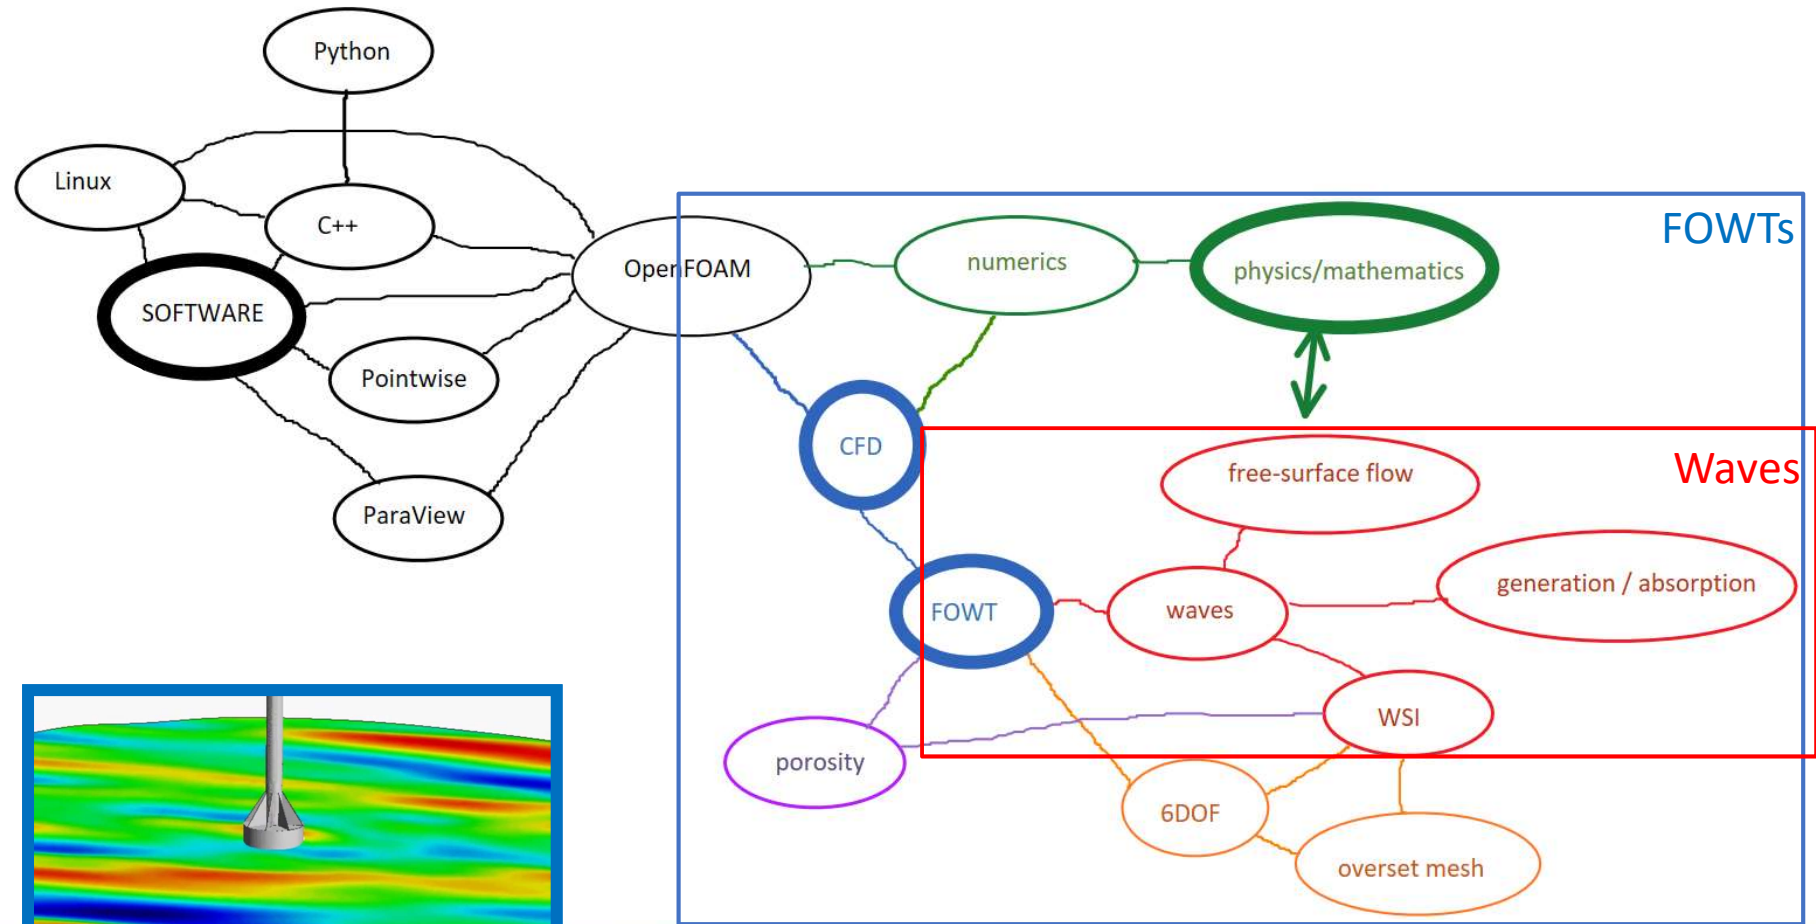 Python
Linux
C++
SOFTWARE
Pointwise
ParaView
OpenFOAM
numerics
physics/mathematics
FOWTs
CFD
free-surface flow
Waves
FOWT
waves
generation / absorption
WSI
porosity
6DOF
overset mesh